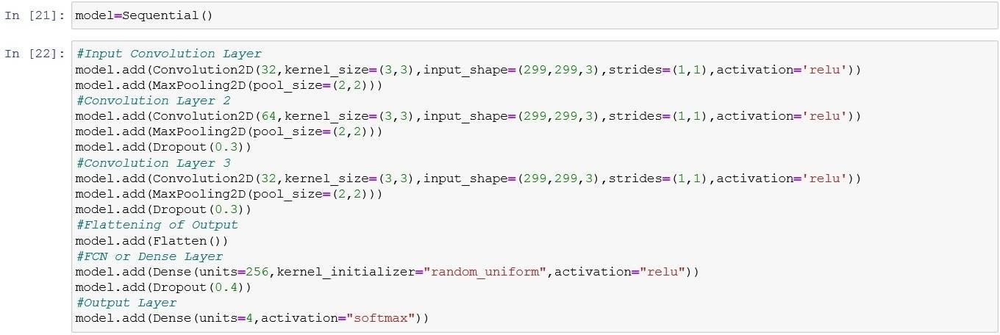 In [21]: model=Sequential()
In [22]: #Input Convolution Layer
model.add(Convolution2D(32,kernel_size=(3,3),input_shape=(299,299,3),strides=(1,1),activation='relu'))
model.add(MaxPooling2D(pool_size=(2,2)))
#Convolution Layer 2
model.add(Convolution2D(64,kernel_size=(3,3),input_shape=(299,299,3),strides=(1,1),activation='relu'))
model.add(MaxPooling2D(pool_size=(2,2)))
model.add(Dropout(0.3))
#Convolution Layer 3
model.add(Convolution2D(32,kernel_size=(3,3),input_shape=(299,299,3),strides=(1,1),activation='relu'))
model.add(MaxPooling2D(pool_size=(2,2)))
model.add(Dropout(0.3))
#Flattening of Output
model.add(Flatten())
#FCN or Dense Layer
model.add(Dense(units=256,kernel_initializer="random_uniform",activation="relu"))
model.add(Dropout(0.4))
#Output Layer
model.add(Dense(units=4,activation="softmax"))